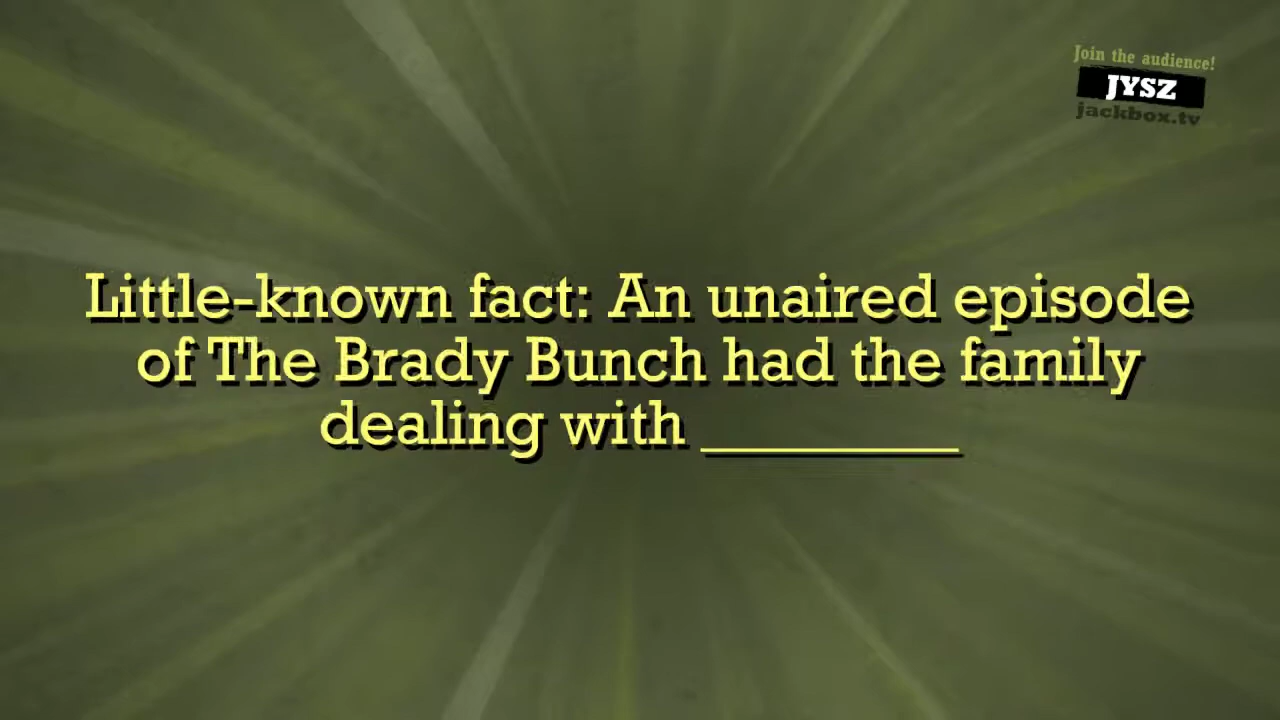 Join the audience!
JYSZ
jackbox.tv
Little-known fact: An unaired episode
of The Brady Bunch had the family
dealing with ________